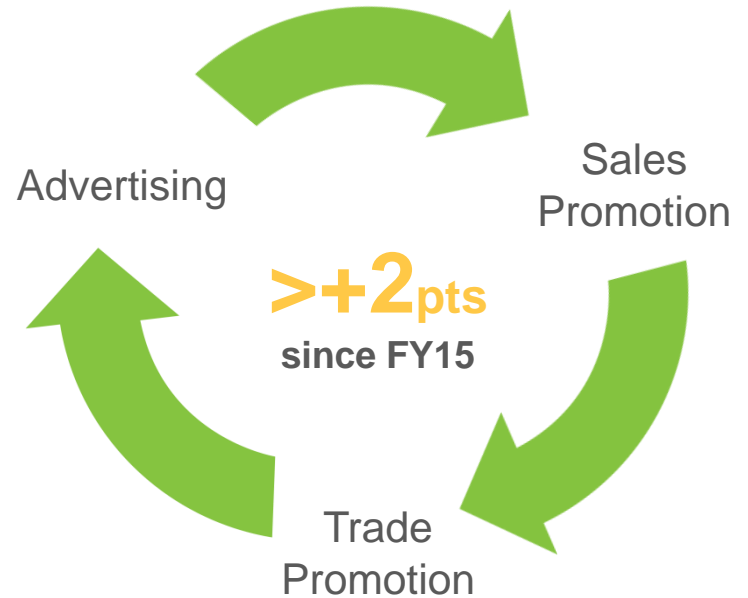 Advertising
Sales
Promotion
>+2pts
since FY15
Trade
Promotion